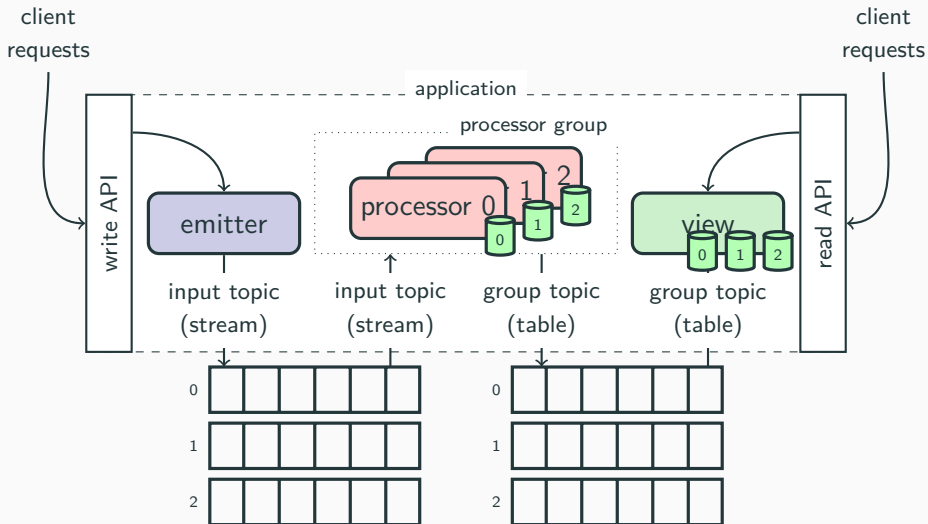 client
requests
client
requests
application
processor group
write API
read API
emitter
processor 0
1
2
0
1
2
view
0
1
2
input topic
(stream)
input topic
(stream)
group topic
(table)
group topic
(table)
0
1
2
0
1
2